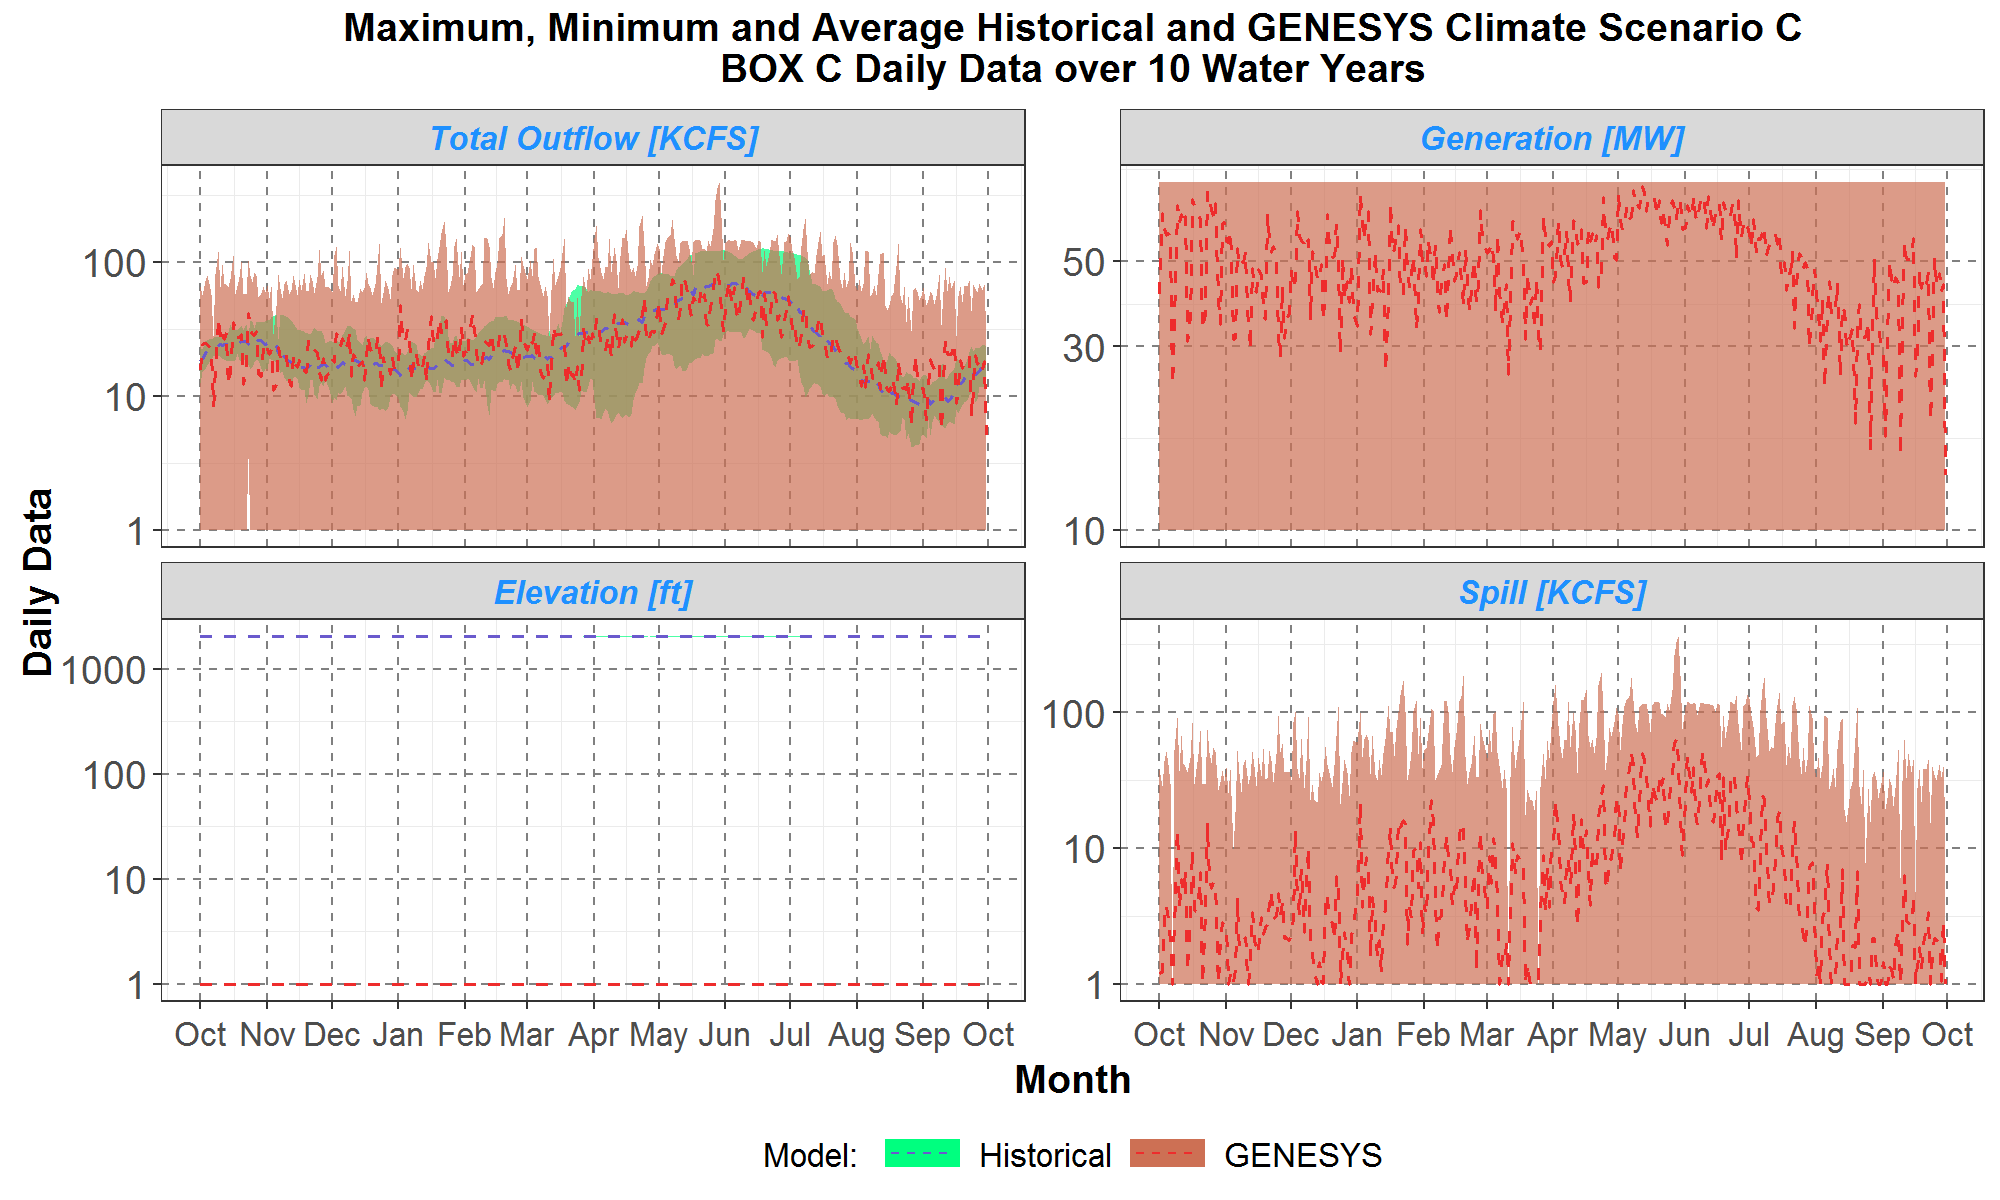 Maximum, Minimum and Average Historical and GENESYS Climate Scenario C
BOX C Daily Data over 10 Water Years
Total Outflow [KCFS]
Generation [MW]
100
10
1
50
30
10
Elevation [ft]
Spill [KCFS]
1000
100
10
1
100
10
1
Daily Data
Oct Nov Dec Jan Feb Mar Apr May Jun Jul Aug Sep Oct
Oct Nov Dec Jan Feb Mar Apr May Jun Jul Aug Sep Oct
Month
Model: Historical GENESYS